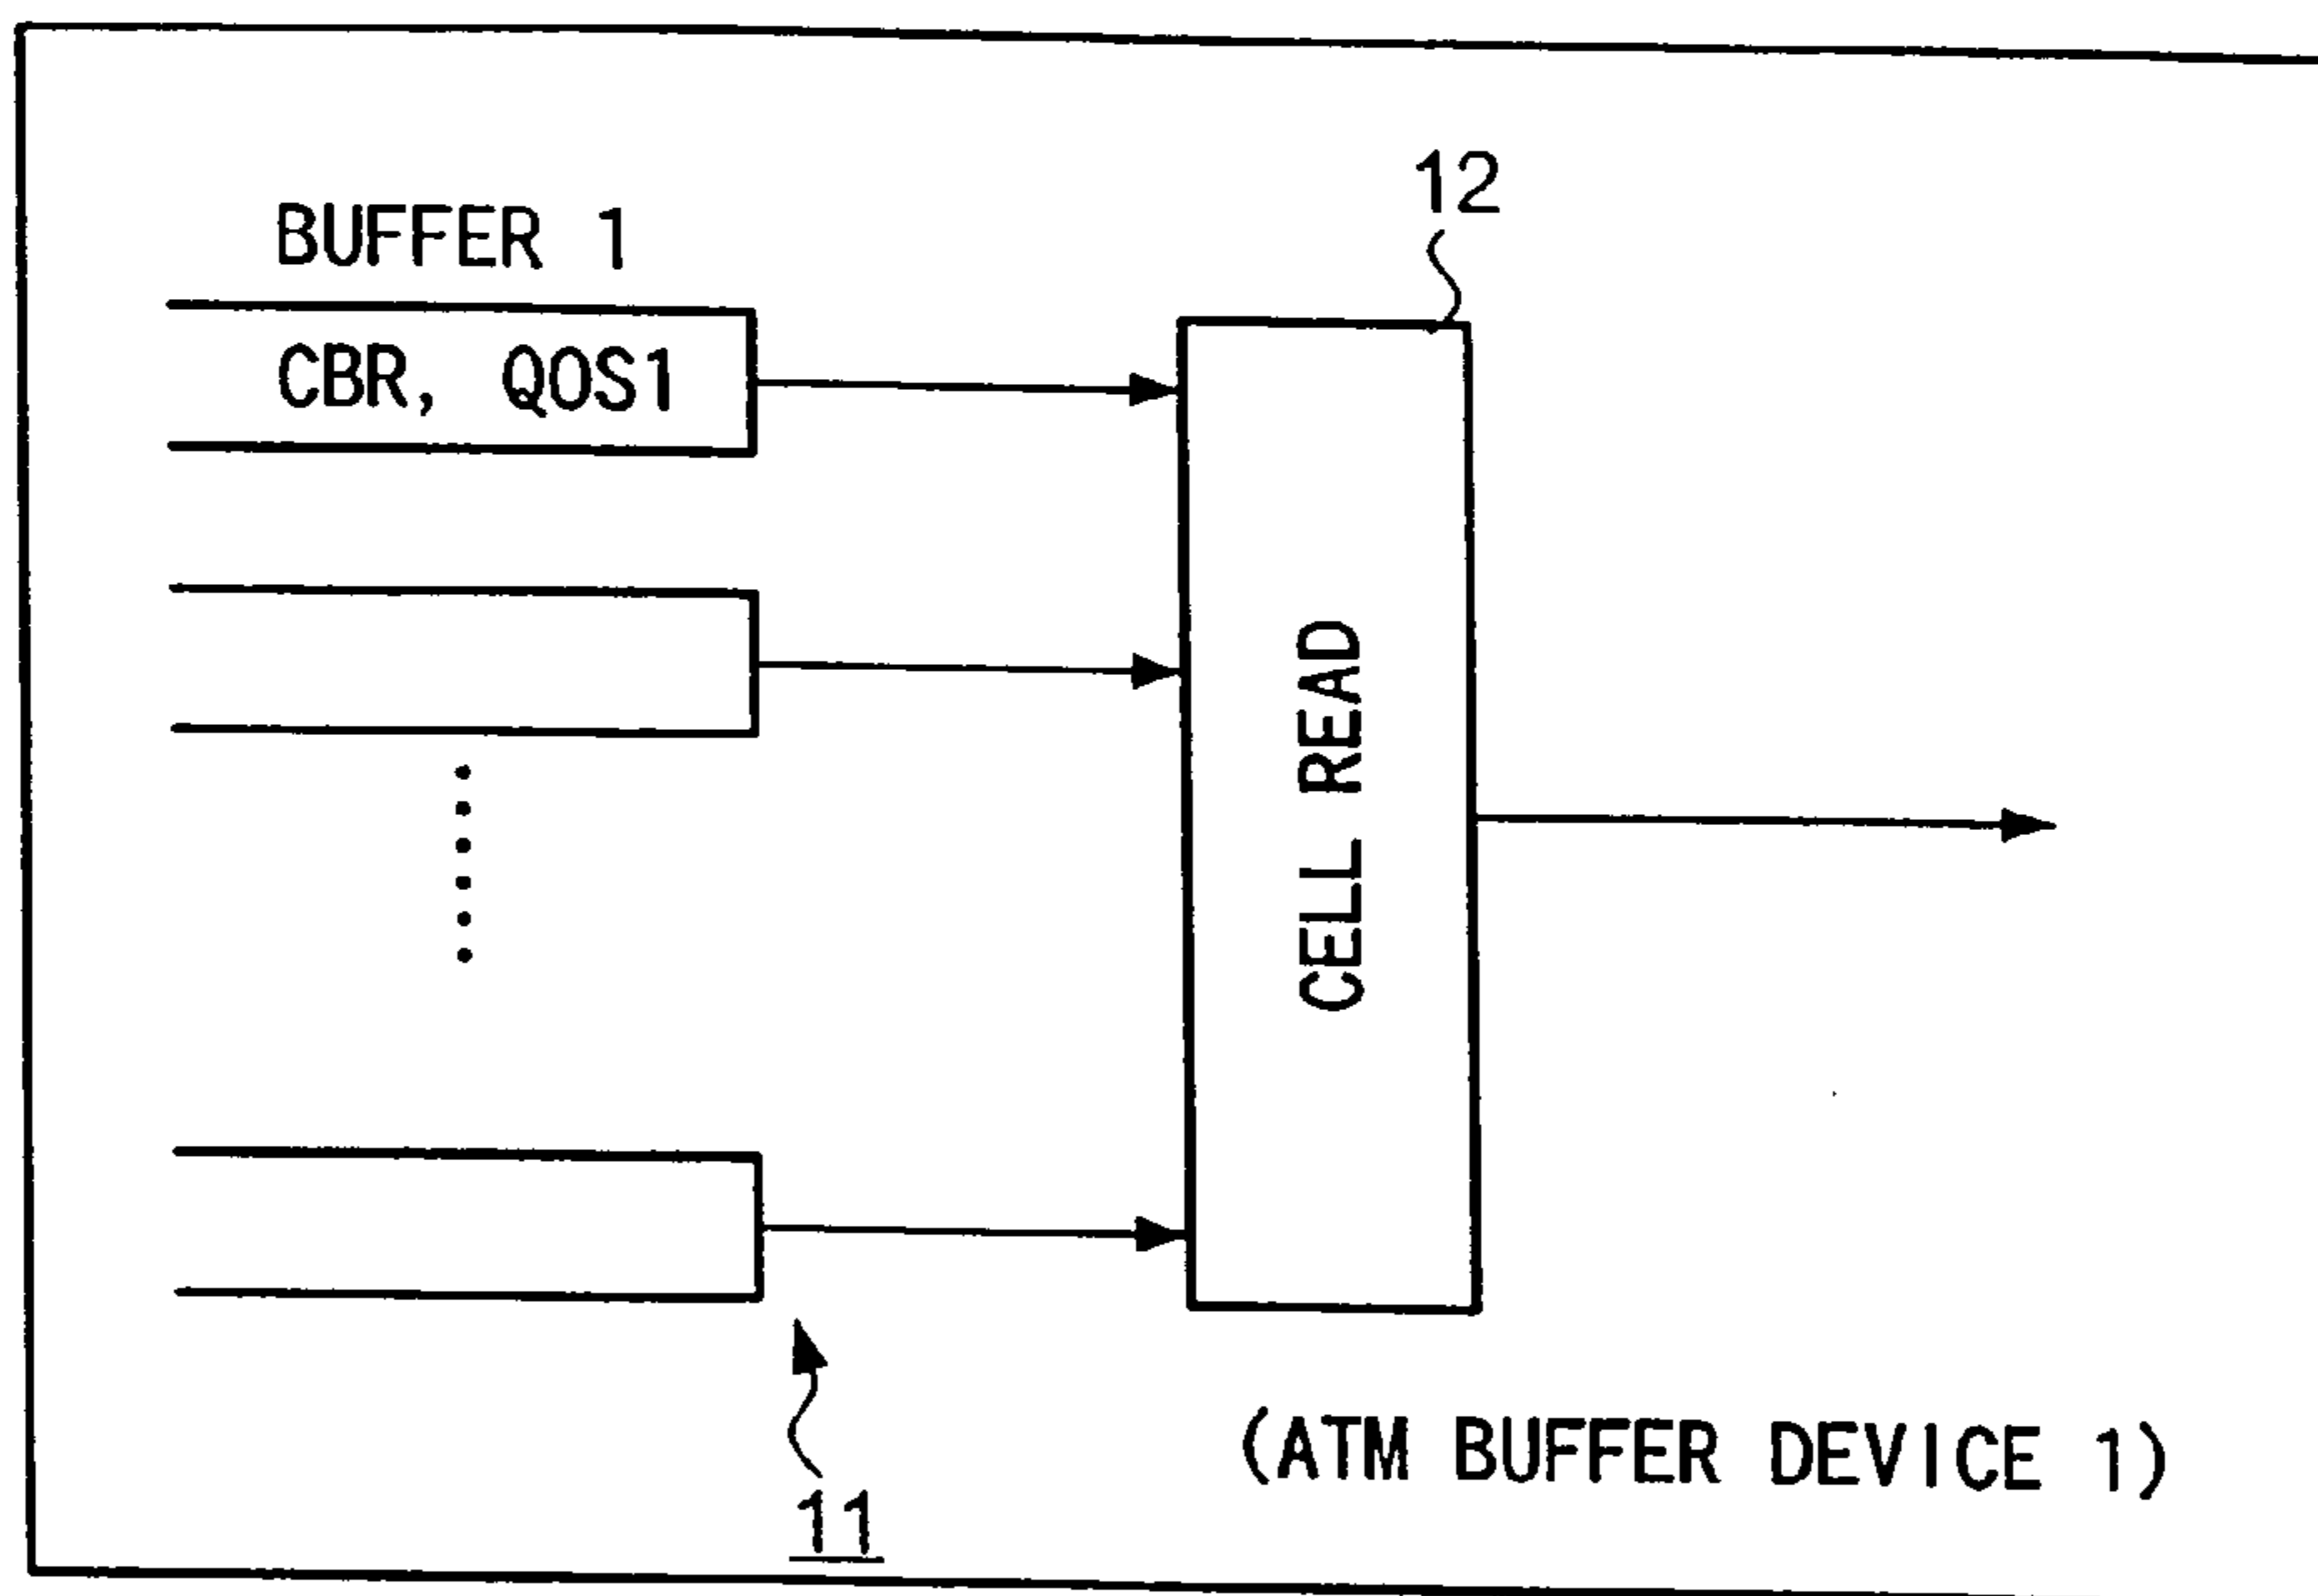 12
BUFFER 1
CBR, QOS1
CELL READ
(ATM BUFFER DEVICE 1)
11